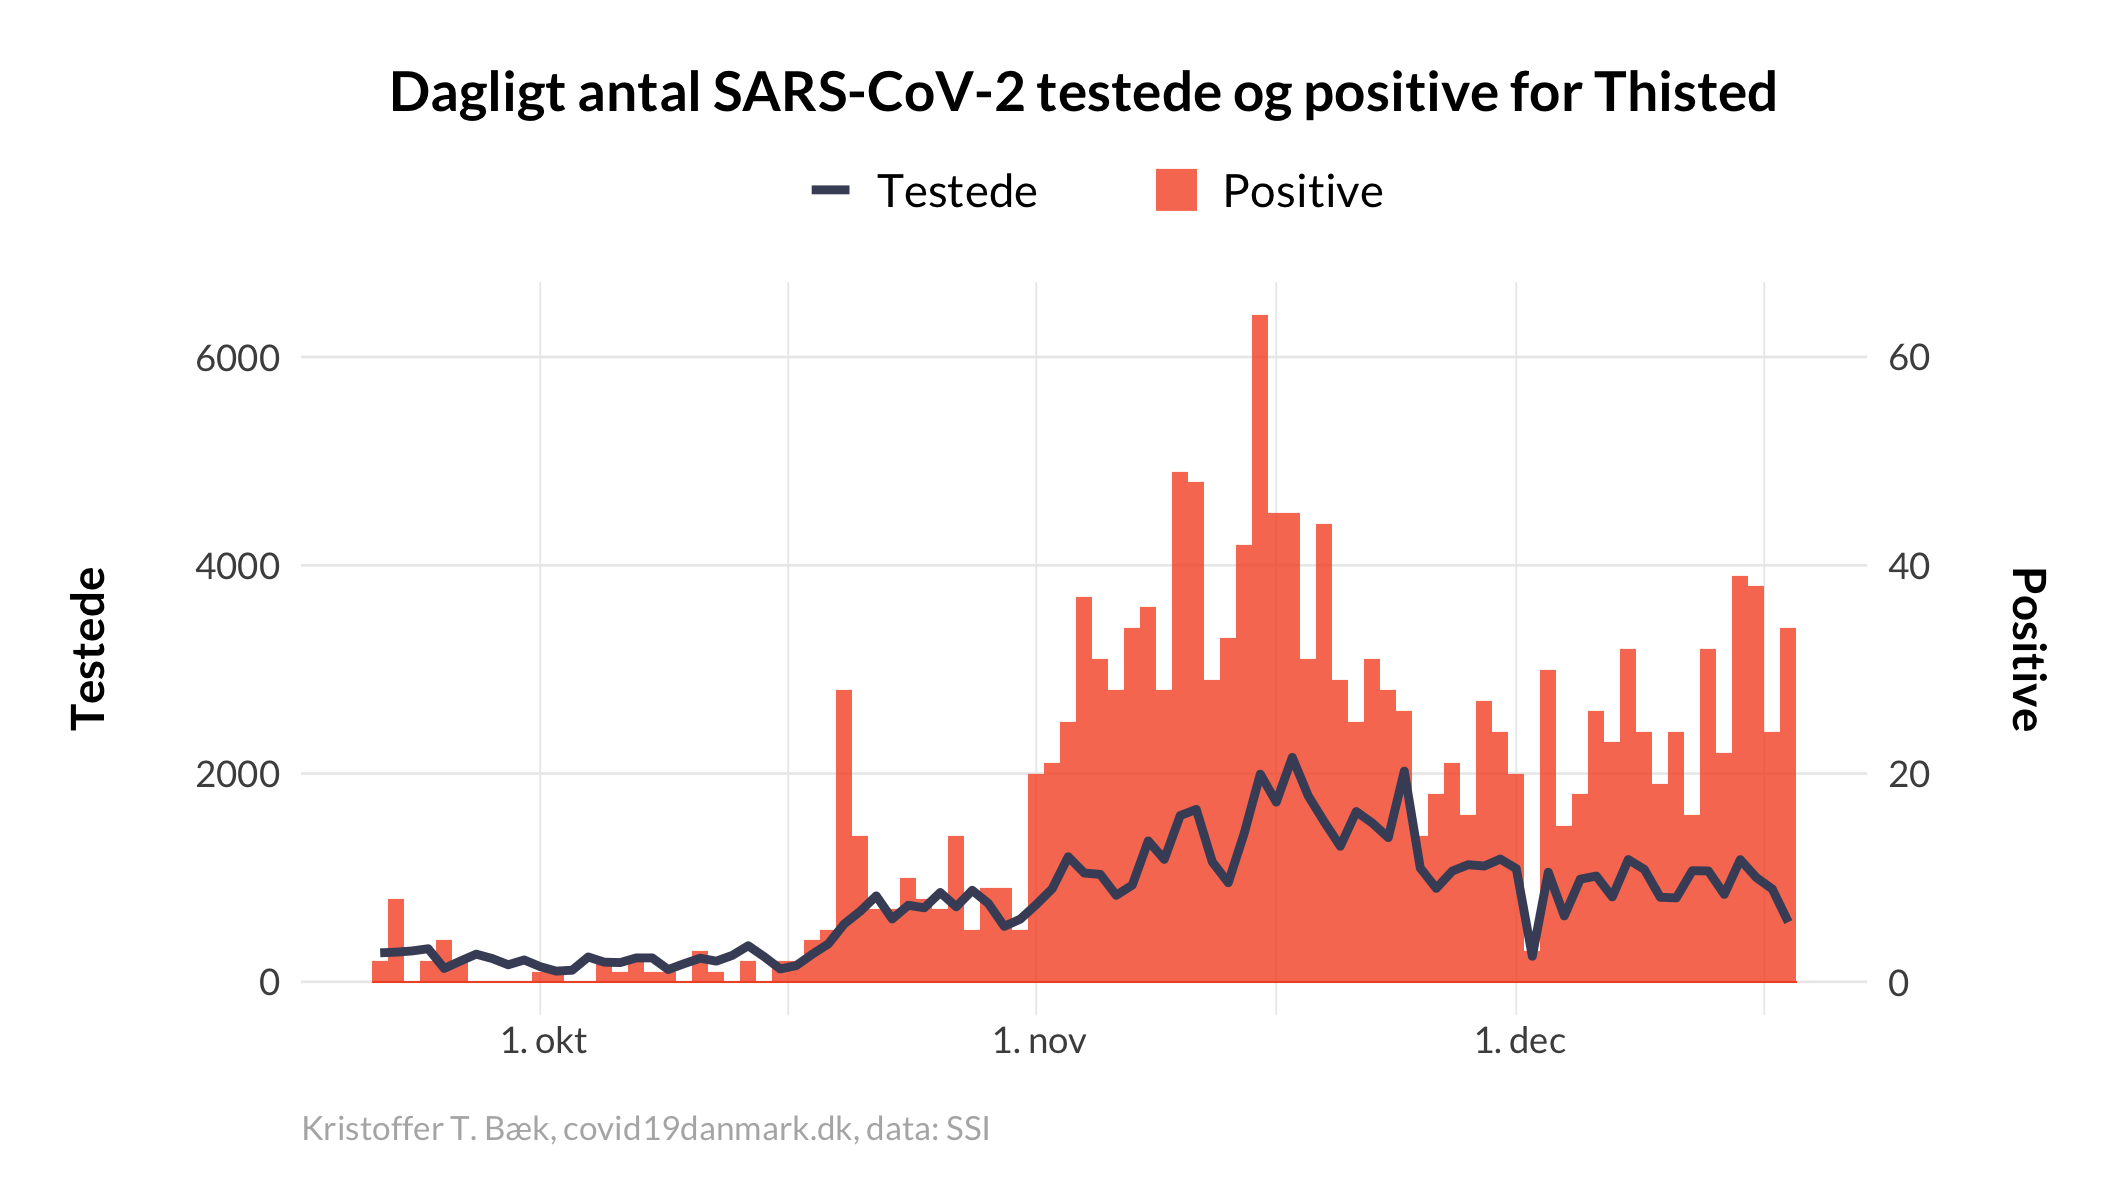 Dagligt antal SARS-CoV-2 testede og positive for Thisted
Testede
Positive
6000
4000
2000
0
60
40
20
0
Testede
Positive
1. okt
1. nov
1. dec
Kristoffer T. Bæk, covid19danmark.dk, data: SSI